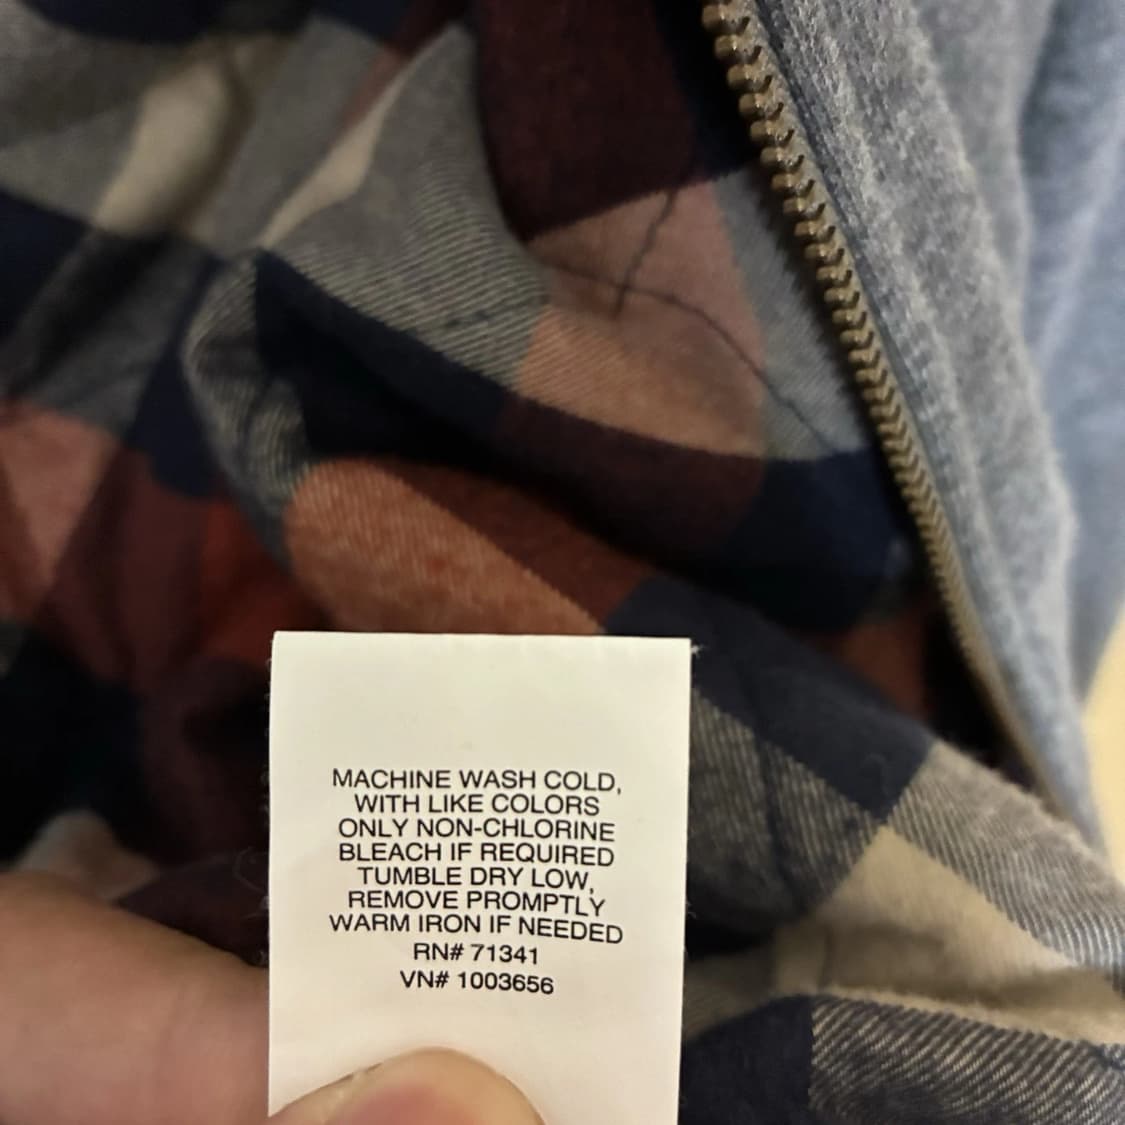 MACHINE WASH COLD,
WITH LIKE COLORS
ONLY NON-CHLORINE
BLEACH IF REQUIRED
TUMBLE DRY LOW,
REMOVE PROMPTLY
WARM IRON IF NEEDED
RN# 71341
VN# 1003656